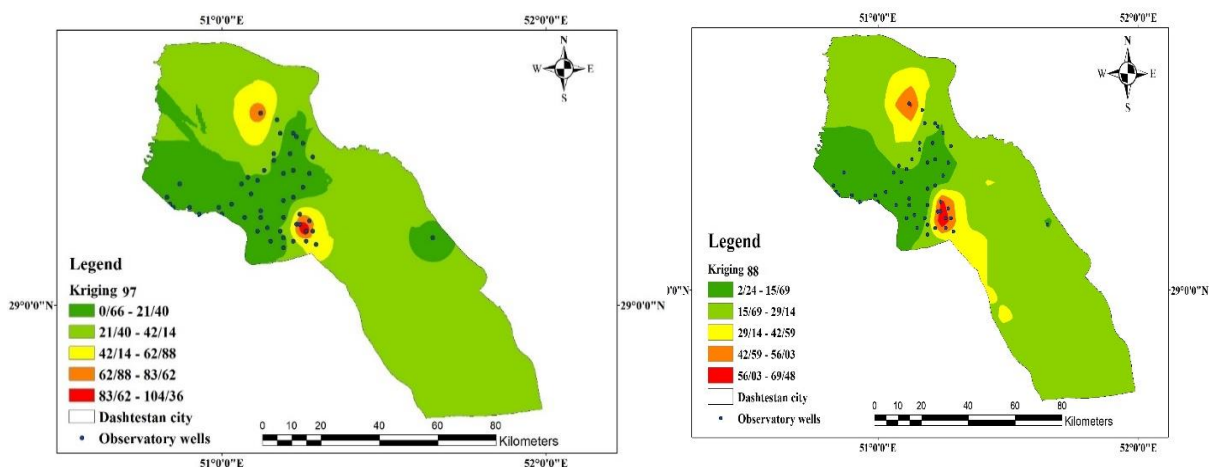 51°0'0"E
52°0'0"E
N
W
E
S
29°0'0"N
Legend
Kriging 97
0/66 - 21/40
21/40 - 42/14
42/14 - 62/88
62/88 - 83/62
83/62 - 104/36
Dashtestan city
Observatory wells
0 10 20 40 60 80
Kilometers
51°0'0"E
52°0'0"E
51°0'0"E
52°0'0"E
N
W
E
S
29°0'0"N
0'0"N
Legend
Kriging 88
2/24 - 15/69
15/69 - 29/14
29/14 - 42/59
42/59 - 56/03
56/03 - 69/48
Dashtestan city
Observatory wells
0 10 20 40 60 80
Kilometers
51°0'0"E
52°0'0"E